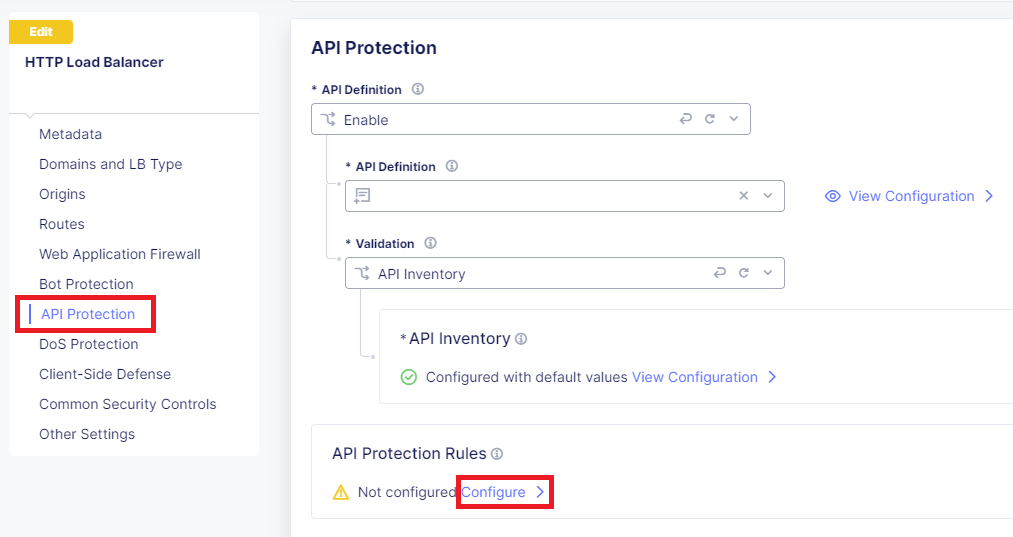 Edit
HTTP Load Balancer
Metadata
Domains and LB Type
Origins
Routes
Web Application Firewall
Bot Protection
API Protection
DoS Protection
Client-Side Defense
Common Security Controls
Other Settings
API Protection
* API Definition
Enable
* API Definition
View Configuration
* Validation
API Inventory
* API Inventory
Configured with default values View Configuration
API Protection Rules
Not configured Configure